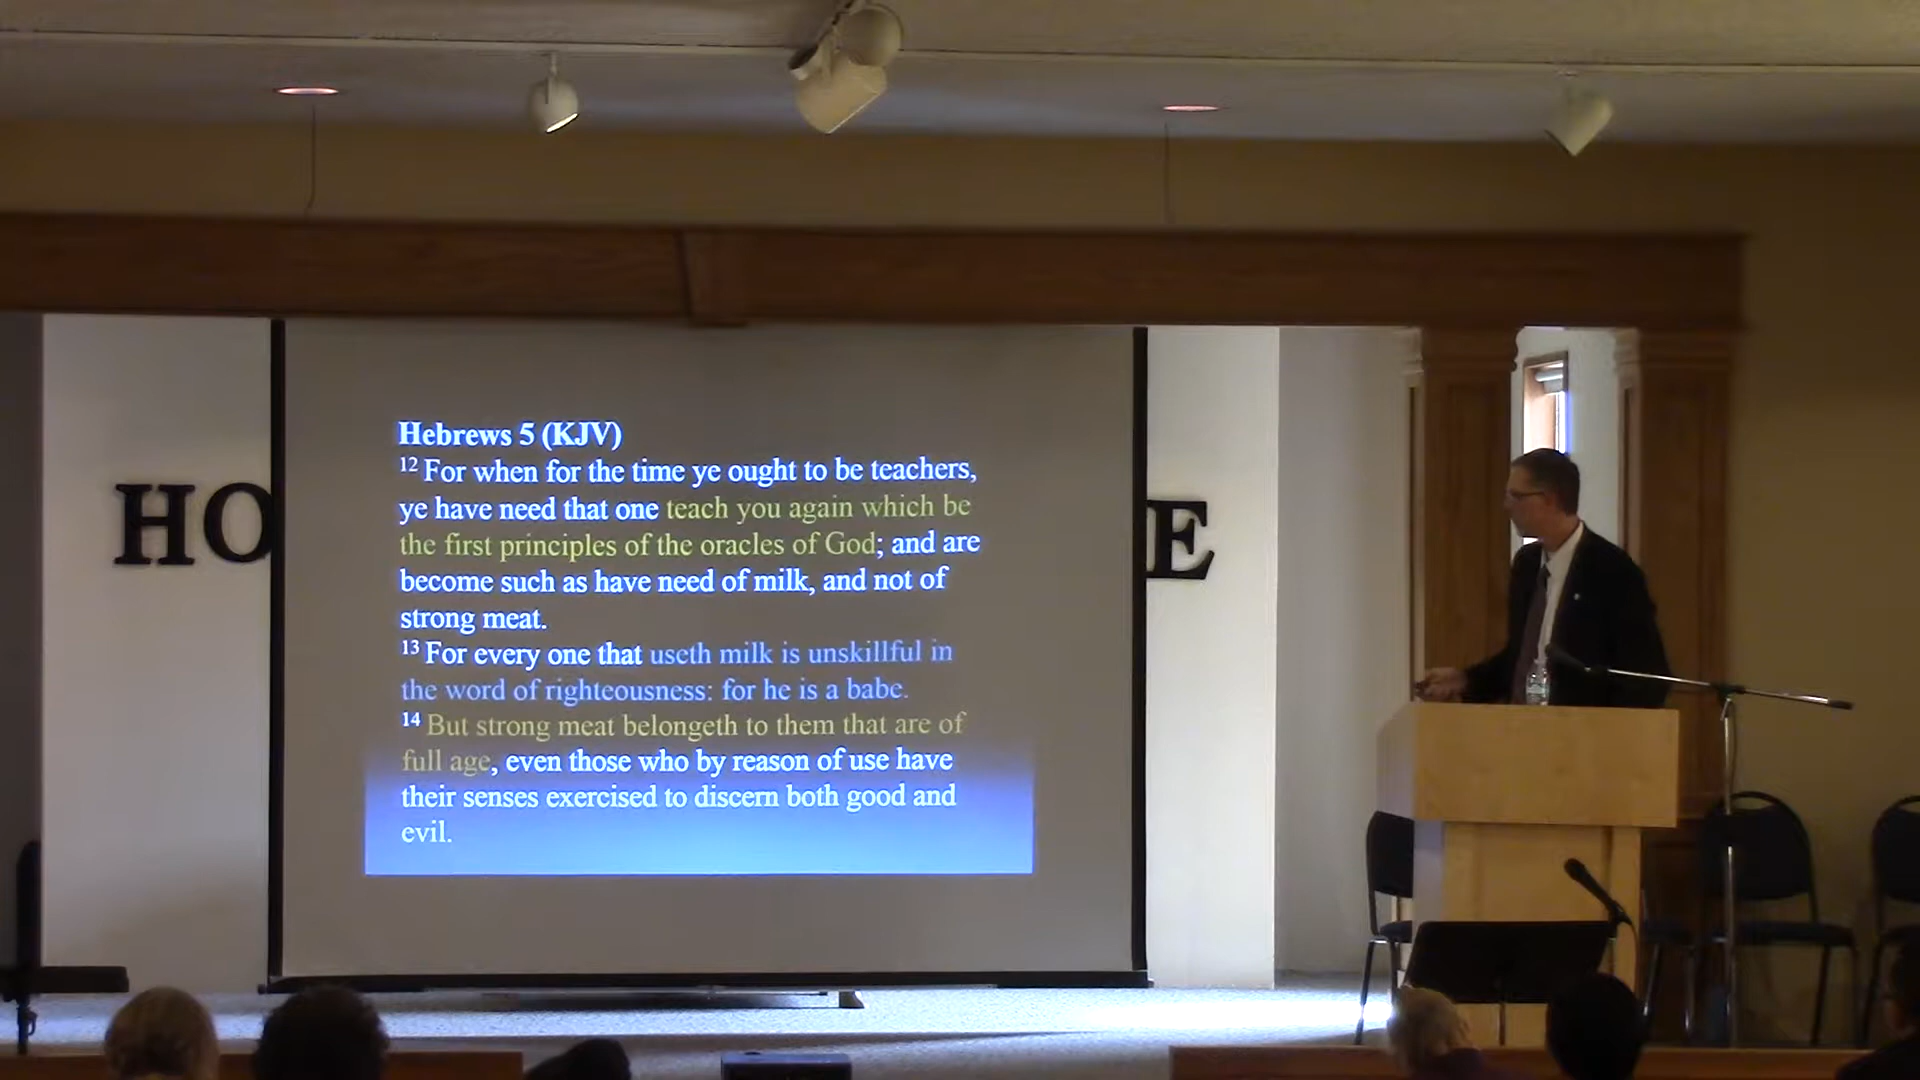 Hebrews 5 (KJV)
12 For when for the time ye ought to be teachers,
ye have need that one teach you again which be
the first principles of the oracles of God; and are
become such as have need of milk, and not of
strong meat.
13 For every one that useth milk is unskillful in
the word of righteousness: for he is a babe.
14 But strong meat belongeth to them that are of
full age, even those who by reason of use have
their senses exercised to discern both good and
evil.
HO
E